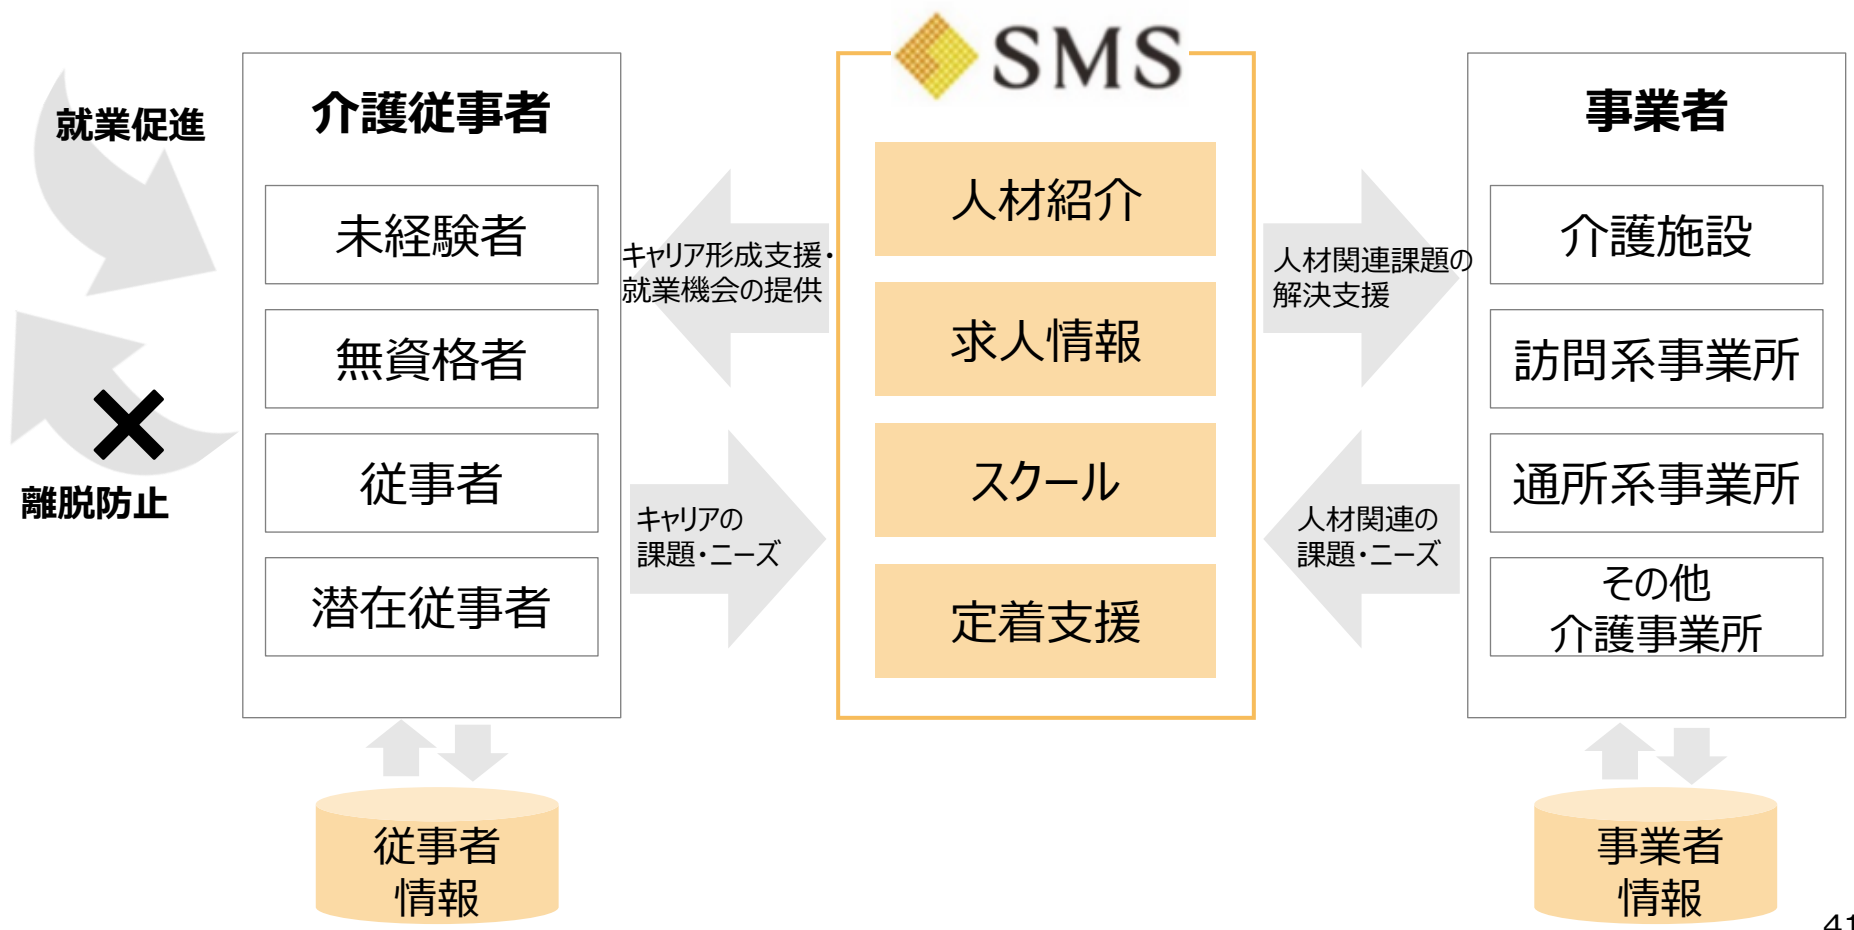 SMS
就業促進
離脱防止
介護従事者
未経験者
無資格者
従事者
潜在従事者
従事者
情報
キャリア形成支援・
就業機会の提供
キャリアの
課題・ニーズ
人材紹介
求人情報
スクール
定着支援
人材関連課題の
解決支援
人材関連の
課題・ニーズ
事業者
介護施設
訪問系事業所
通所系事業所
その他
介護事業所
事業者
情報
41